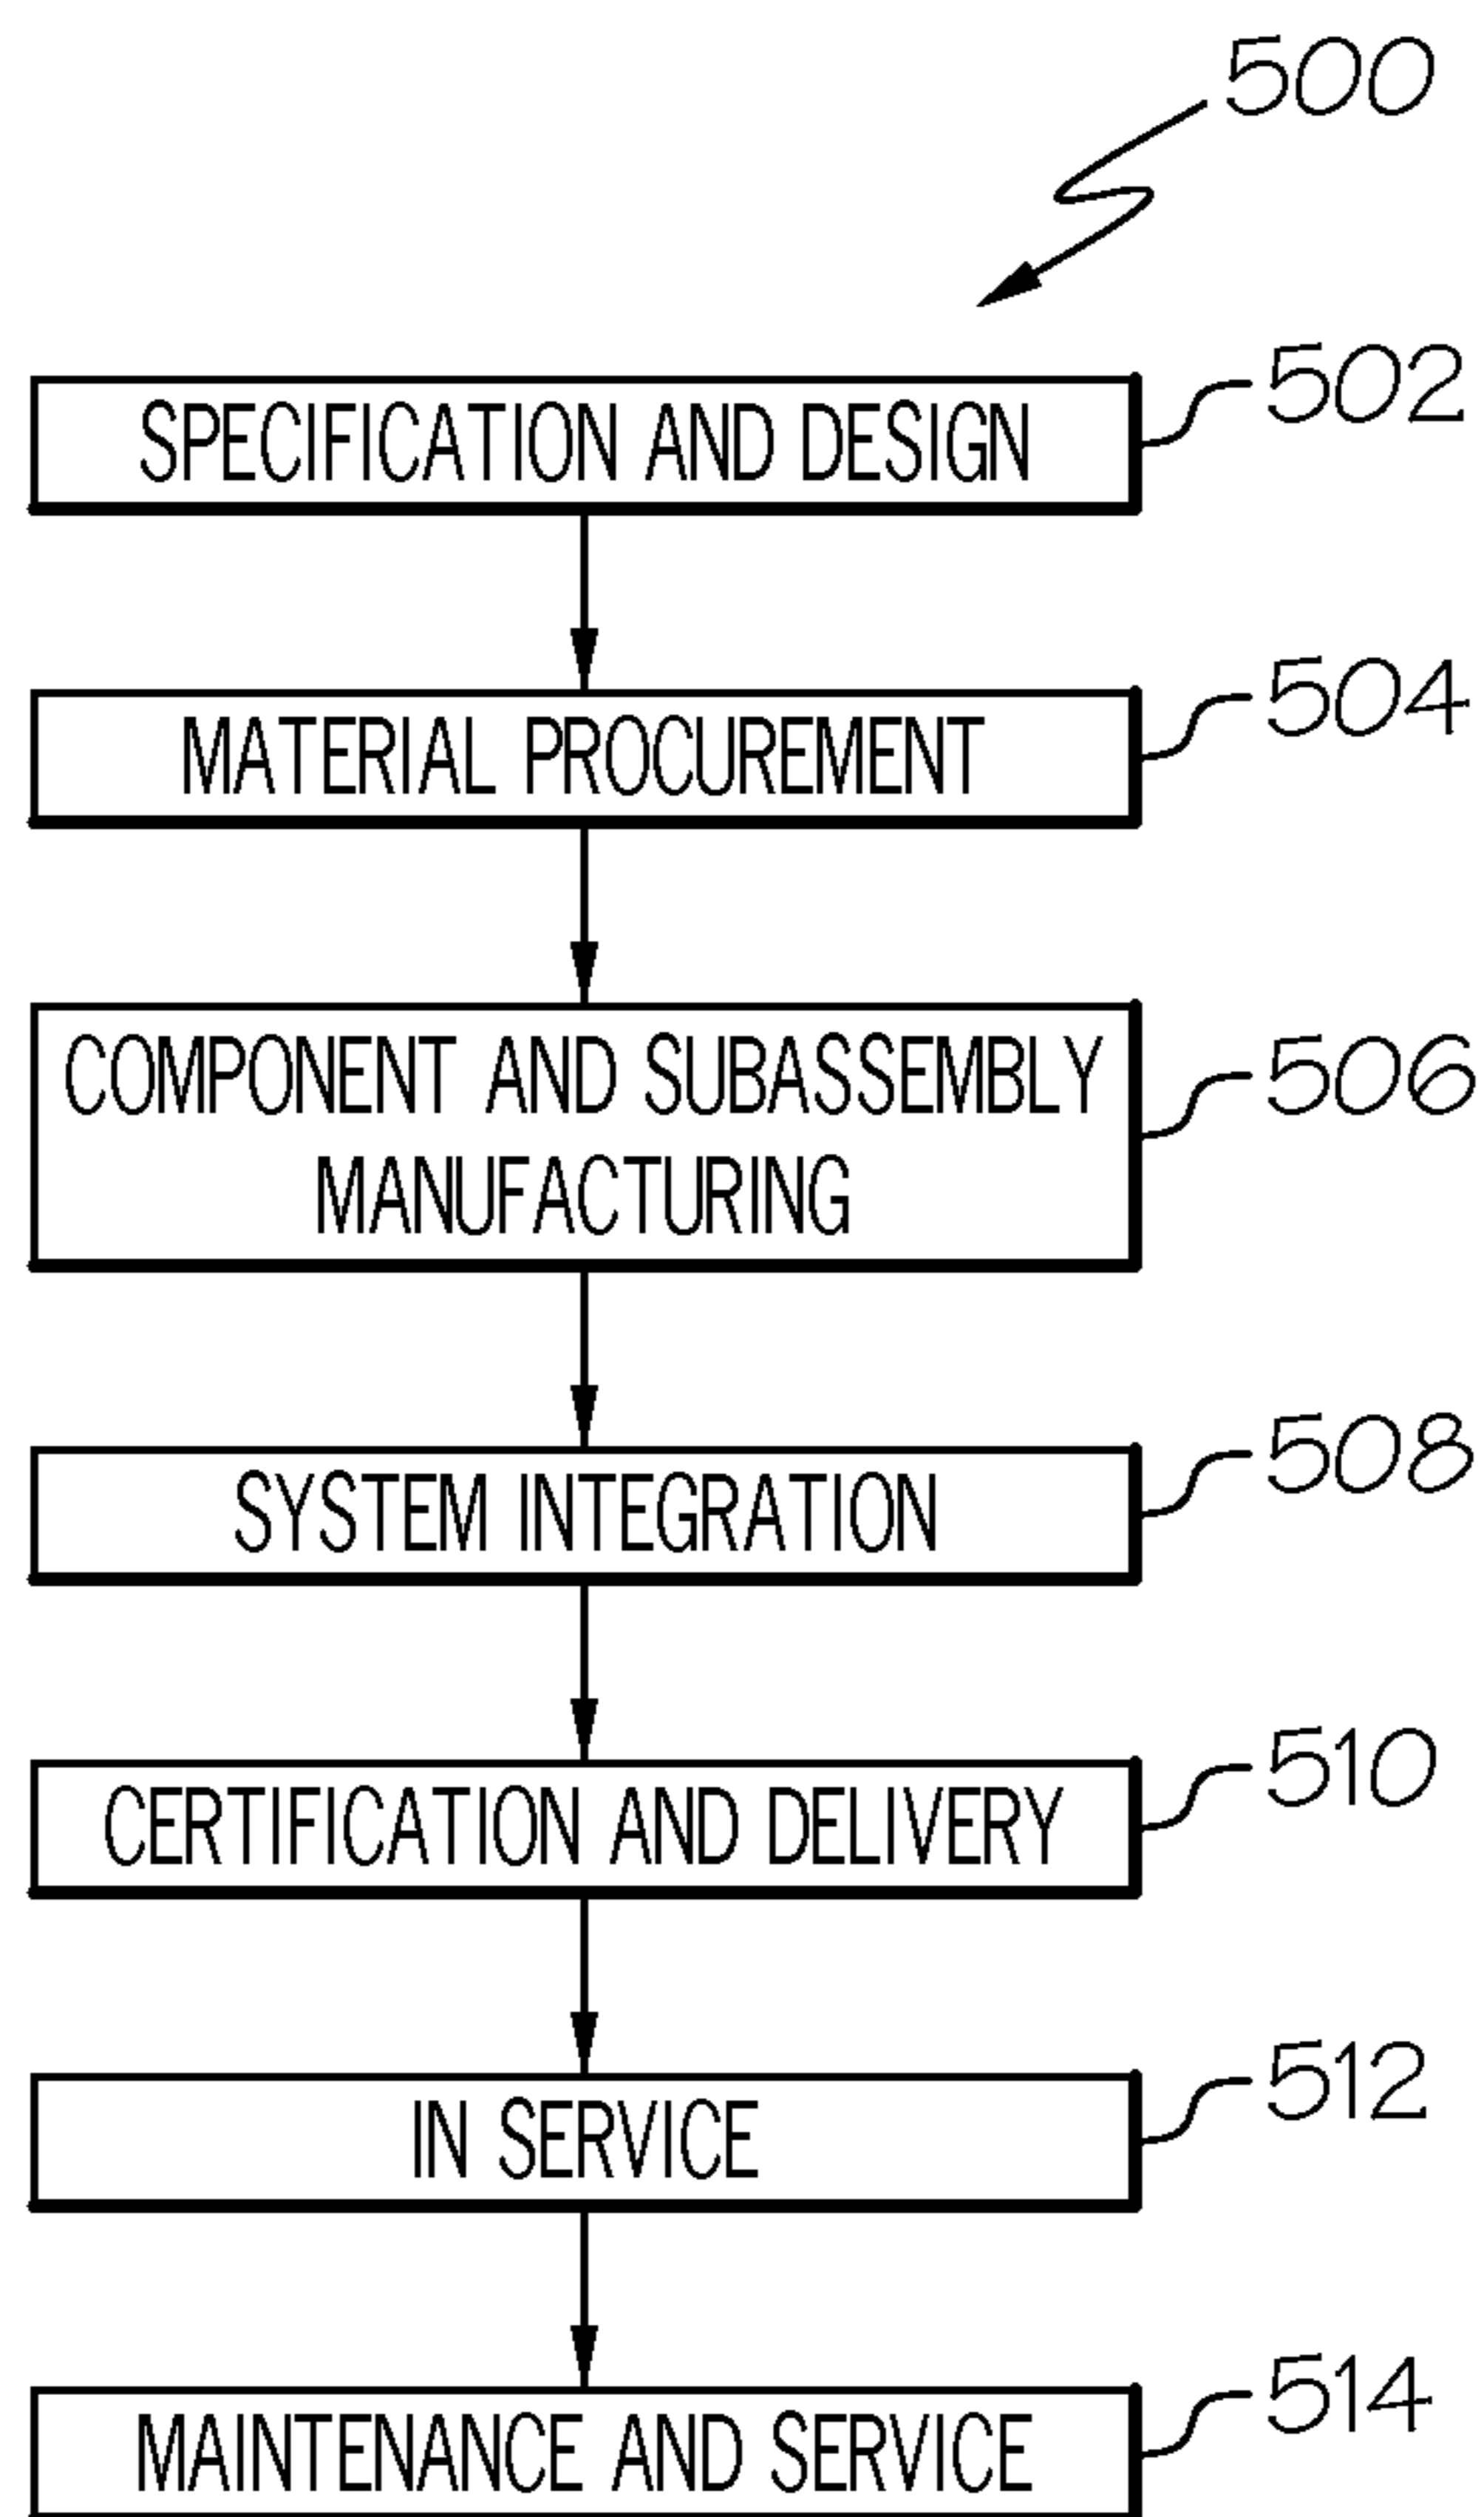 500
SPECIFICATION AND DESIGN
502
MATERIAL PROCUREMENT
504
COMPONENT AND SUBASSEMBLY
MANUFACTURING
506
SYSTEM INTEGRATION
508
CERTIFICATION AND DELIVERY
510
IN SERVICE
512
MAINTENANCE AND SERVICE
514